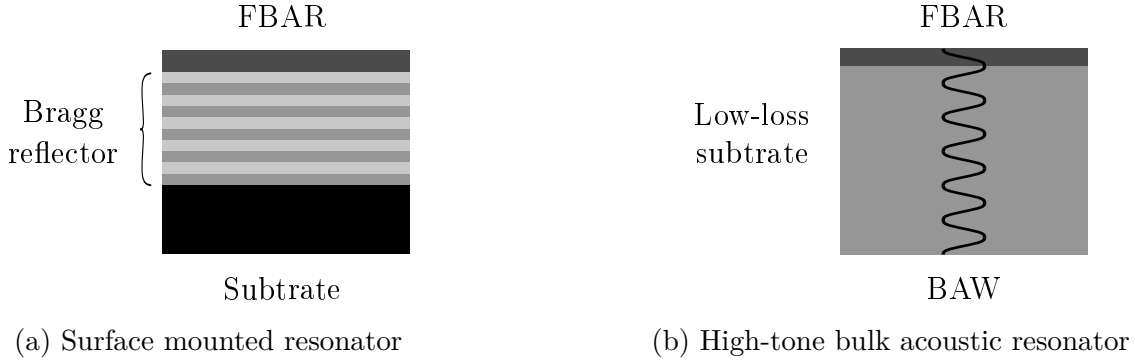 FBAR
Bragg
reflector
Subtrate
(a) Surface mounted resonator
FBAR
Low-loss
subtrate
BAW
(b) High-tone bulk acoustic resonator